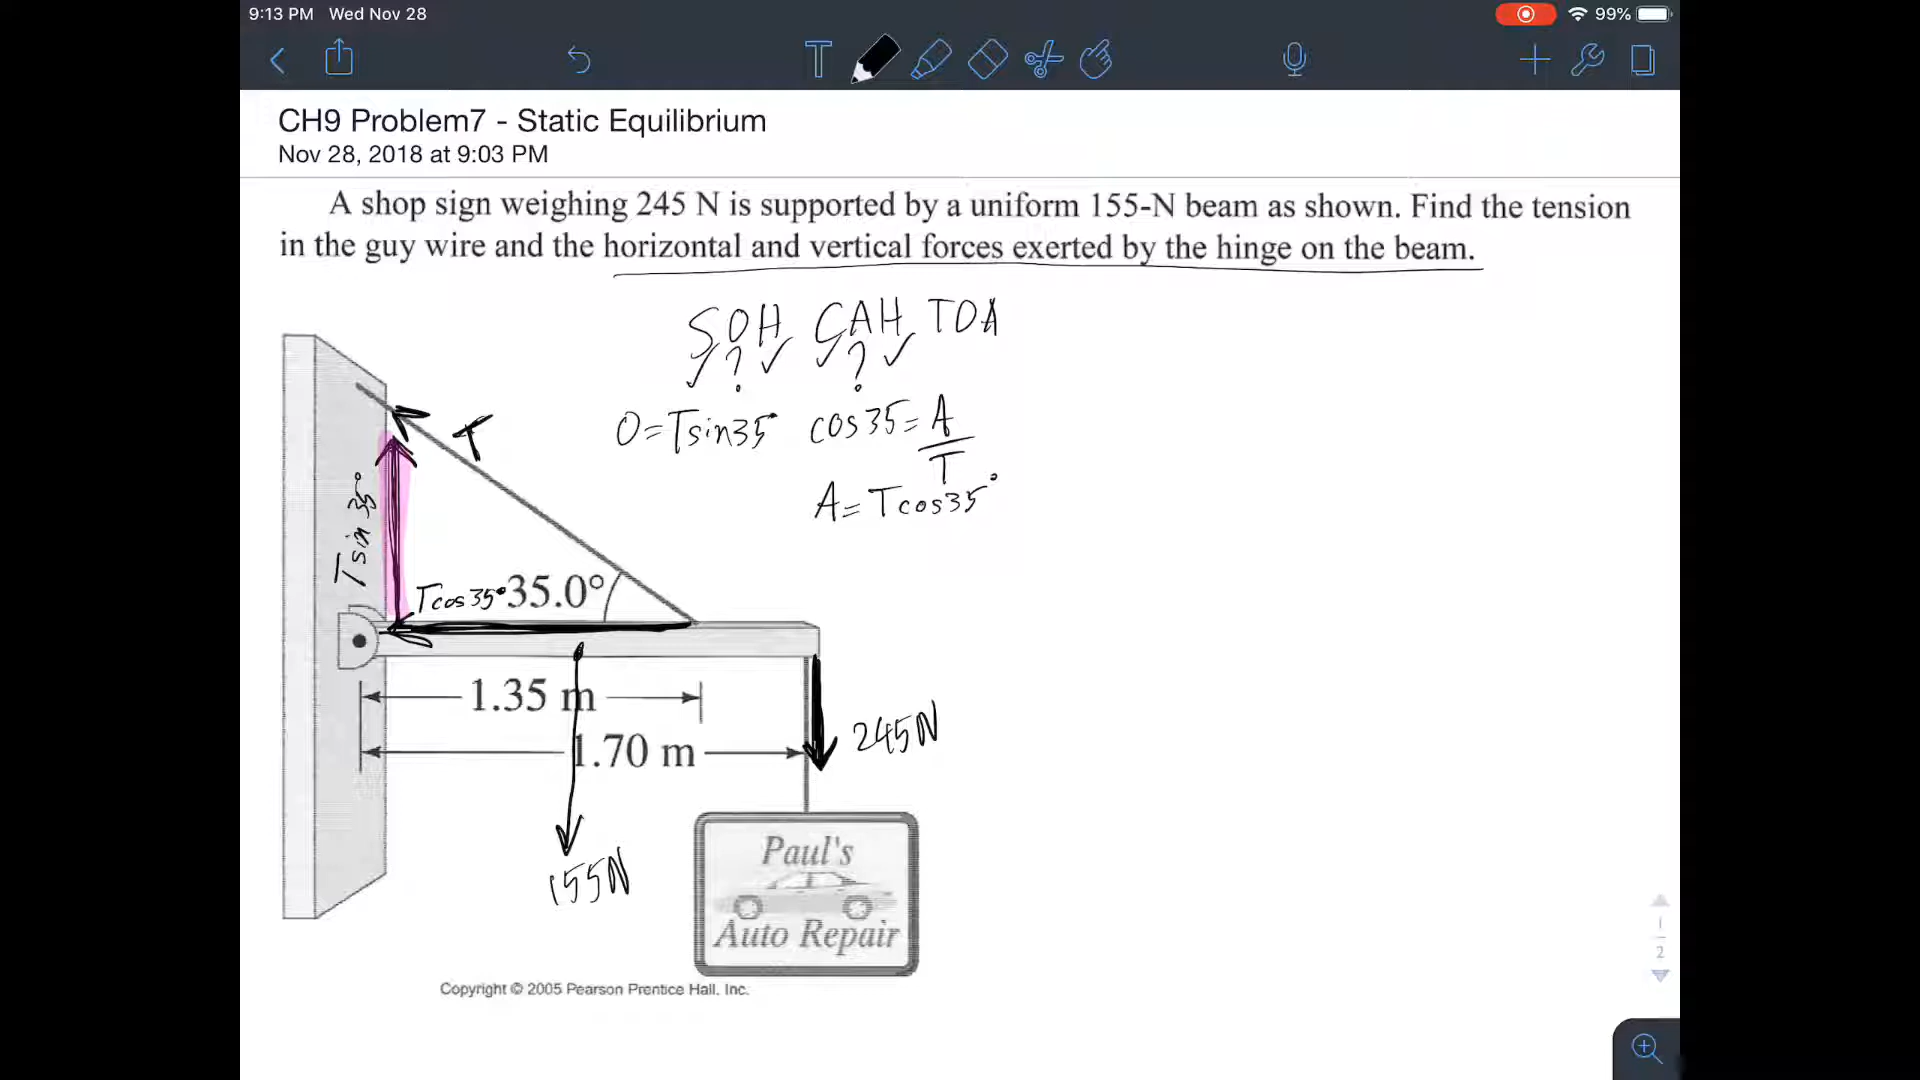 9:13 PM Wed Nov 28
99%
CH9 Problem7 - Static Equilibrium
Nov 28, 2018 at 9:03 PM
A shop sign weighing 245 N is supported by a uniform 155-N beam as shown. Find the tension
in the guy wire and the horizontal and vertical forces exerted by the hinge on the beam.
SOH CAH TOA
? ?
O=Tsin35° cos35=A/T
A=Tcos35°
T
Tsin35°
Tcos35° 35.0°
1.35 m
1.70 m
245N
155N
Paul's
Auto Repair
Copyright © 2005 Pearson Prentice Hall, Inc.
1
2